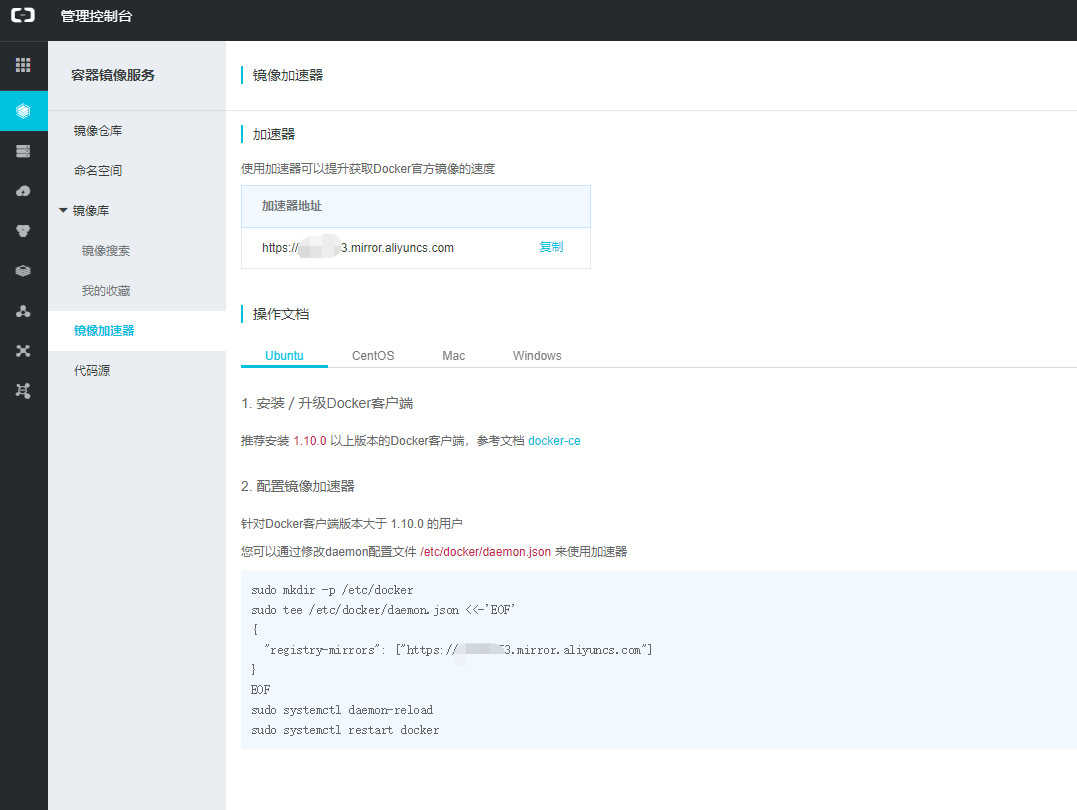 管理控制台
容器镜像服务
镜像仓库
命名空间
镜像库
镜像搜索
我的收藏
镜像加速器
代码源
镜像加速器
加速器
使用加速器可以提升获取Docker官方镜像的速度
加速器地址
https:// 3.mirror.aliyuncs.com 复制
操作文档
Ubuntu CentOS Mac Windows
1. 安装 / 升级Docker客户端
推荐安装 1.10.0 以上版本的Docker客户端，参考文档 docker-ce
2. 配置镜像加速器
针对Docker客户端版本大于 1.10.0 的用户
您可以通过修改daemon配置文件 /etc/docker/daemon.json 来使用加速器
sudo mkdir -p /etc/docker
sudo tee /etc/docker/daemon.json <<-'EOF'
{
"registry-mirrors": ["https:// 3.mirror.aliyuncs.com"]
}
EOF
sudo systemctl daemon-reload
sudo systemctl restart docker